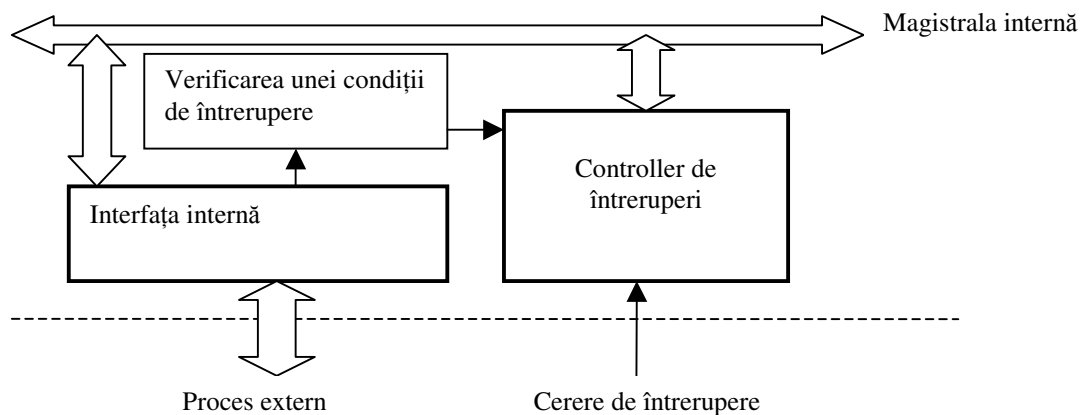 Magistrala internă
Verificarea unei condiții
de întrerupere
Controller de
întreruperi
Interfața internă
Proces extern
Cerere de întrerupere